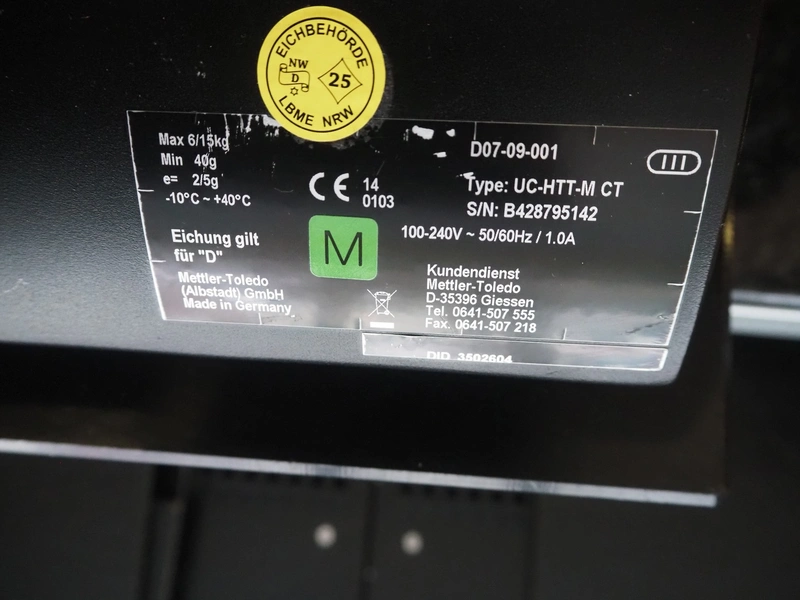 EICHBEHÖRDE
NW
D
25
LBME NRW
Max 6/15kg
Min 40g
e= 2/5g
-10°C ~ +40°C
Eichung gilt
für "D"
Mettler-Toledo
(Albstadt) GmbH
Made in Germany
CE 14
0103
M
D07-09-001
III
Type: UC-HTT-M CT
S/N: B428795142
100-240V ~ 50/60Hz / 1.0A
Kundendienst
Mettler-Toledo
D-35396 Giessen
Tel. 0641-507 555
Fax. 0641-507 218
DID 3502604